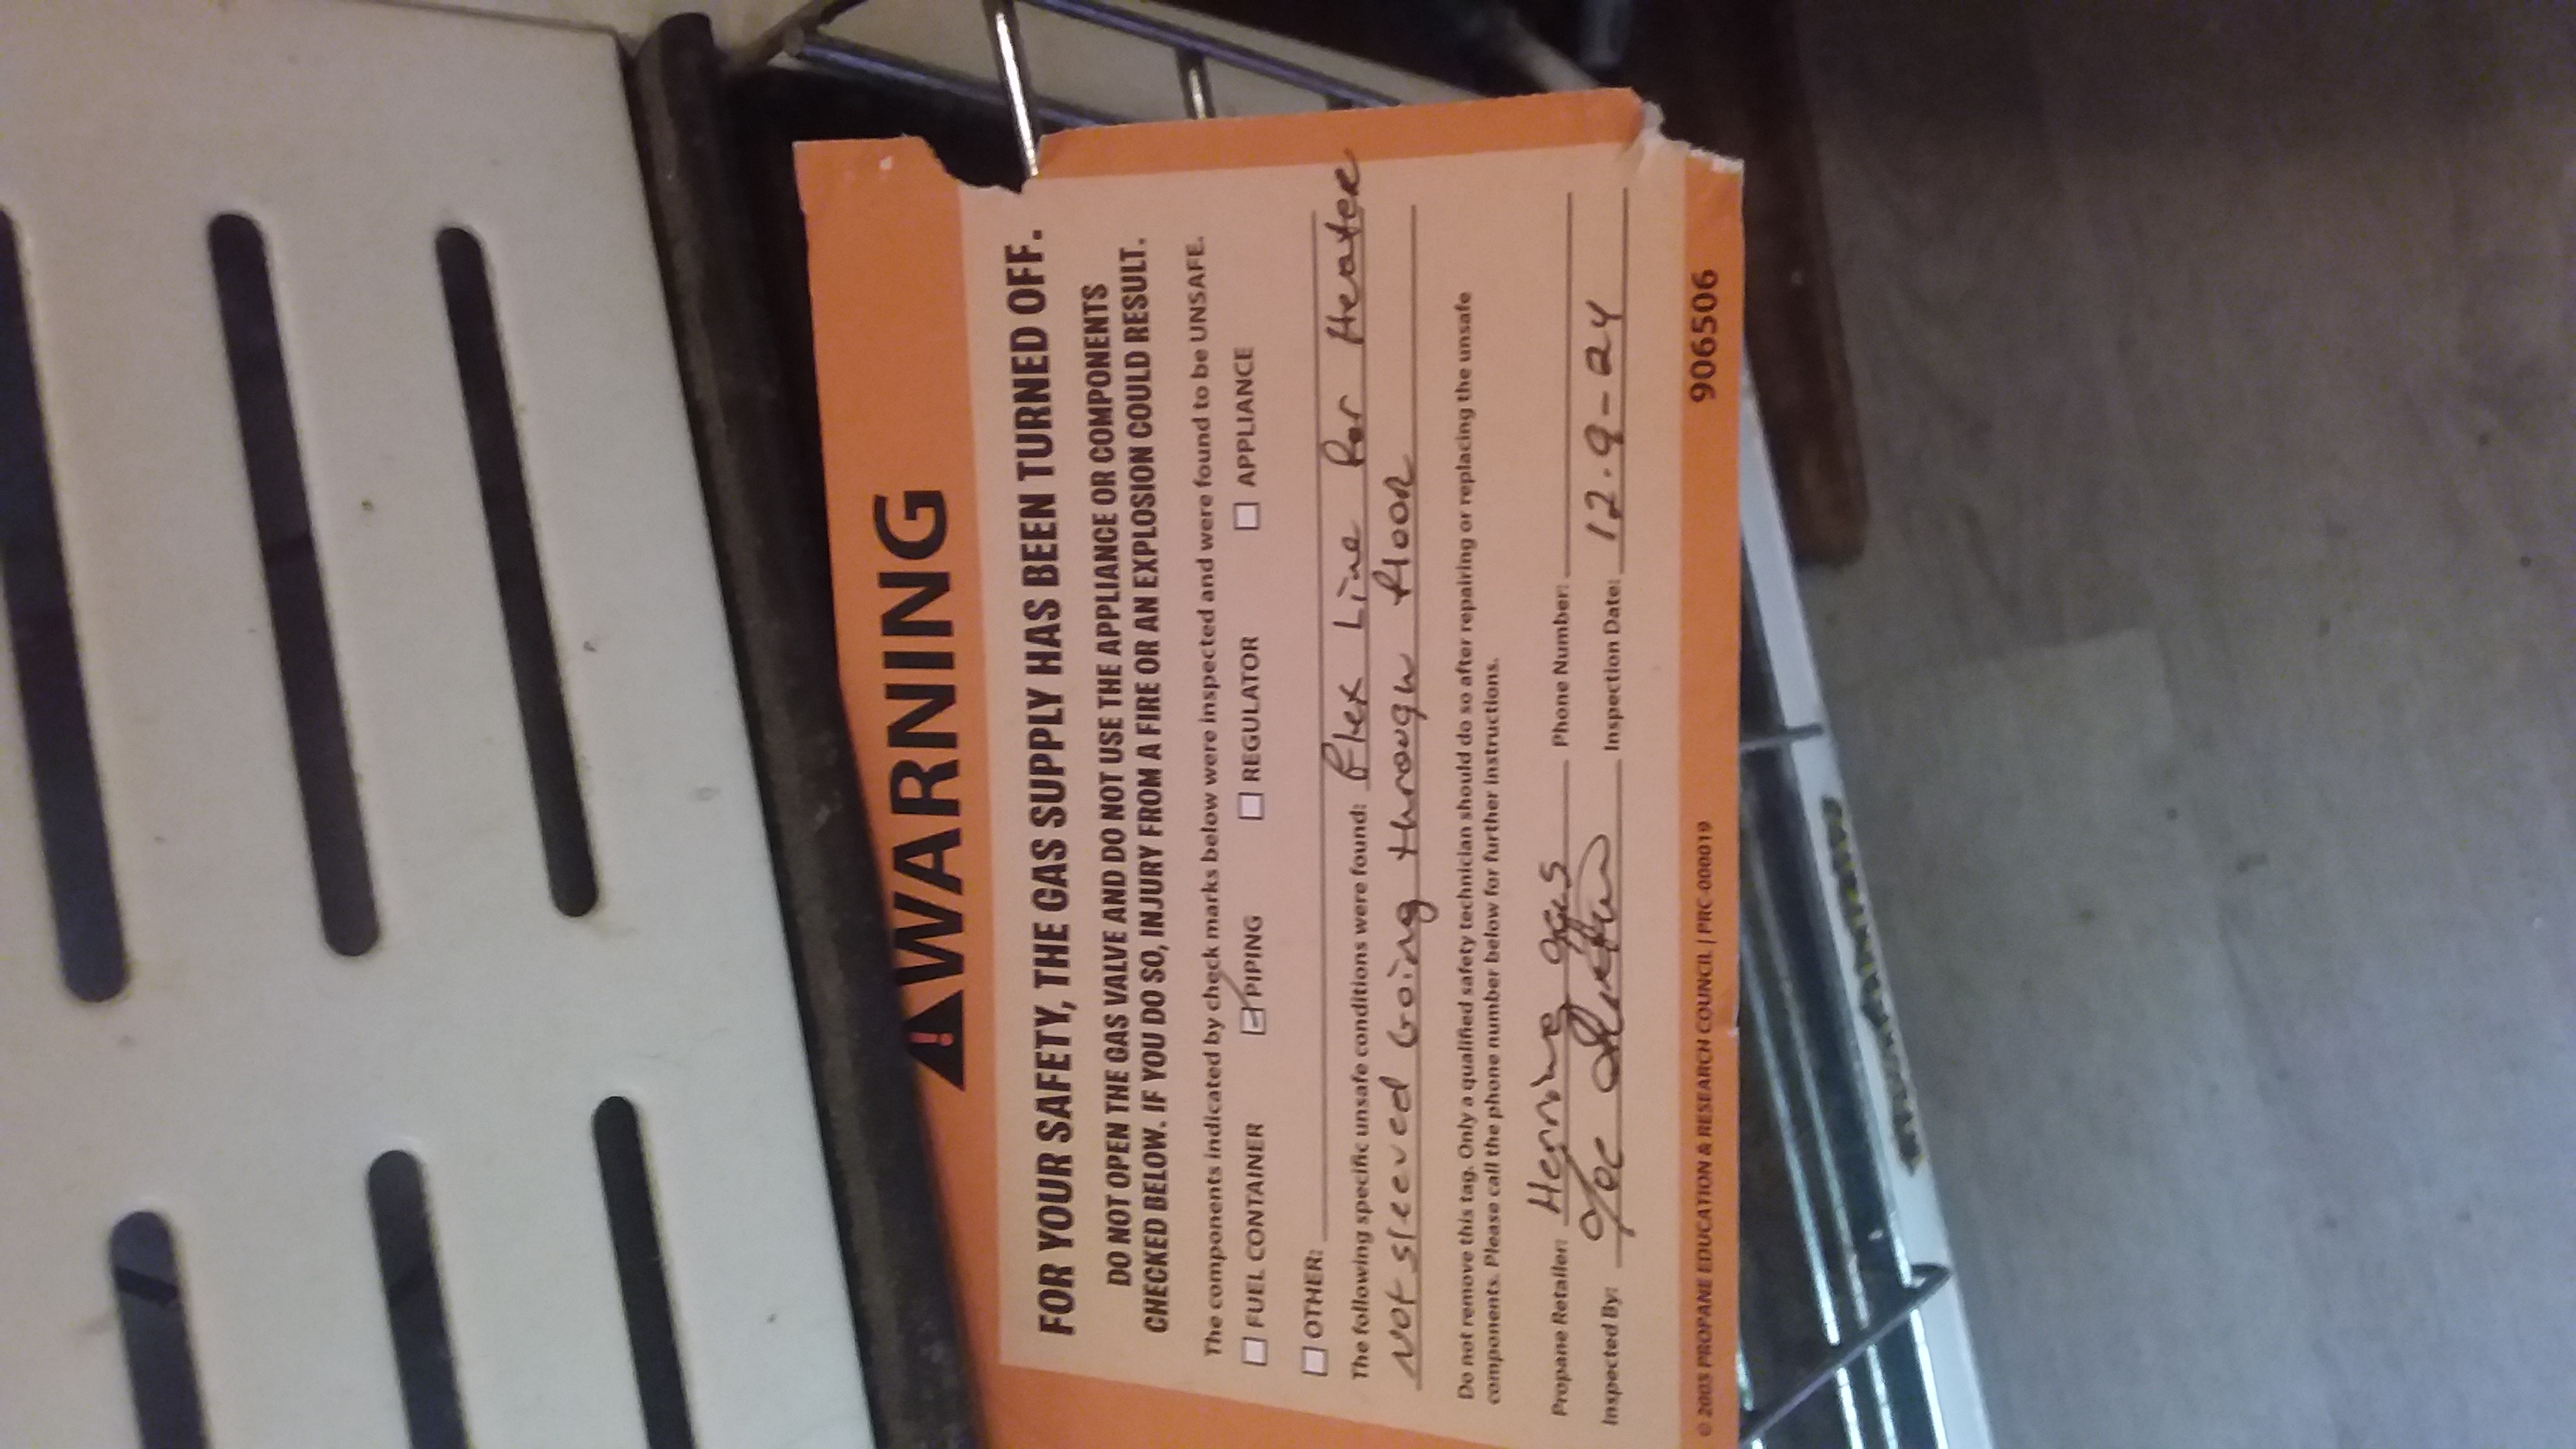 WARNING
FOR YOUR SAFETY, THE GAS SUPPLY HAS BEEN TURNED OFF.
DO NOT OPEN THE GAS VALVE AND DO NOT USE THE APPLIANCE OR COMPONENTS
CHECKED BELOW. IF YOU DO SO, INJURY FROM A FIRE OR AN EXPLOSION COULD RESULT.
The components indicated by check marks below were inspected and were found to be UNSAFE.
FUEL CONTAINER PIPING REGULATOR APPLIANCE
OTHER:
The following specific unsafe conditions were found: Flex Line For Heater
Not sleeved Going through floor
Do not remove this tag. Only a qualified safety technician should do so after repairing or replacing the unsafe
components. Please call the phone number below for further instructions.
Propane Retailer: Herring gas Phone Number:
Inspected By: Inspection Date: 12-9-24
© 2003 PROPANE EDUCATION & RESEARCH COUNCIL | PRC-000019 906506